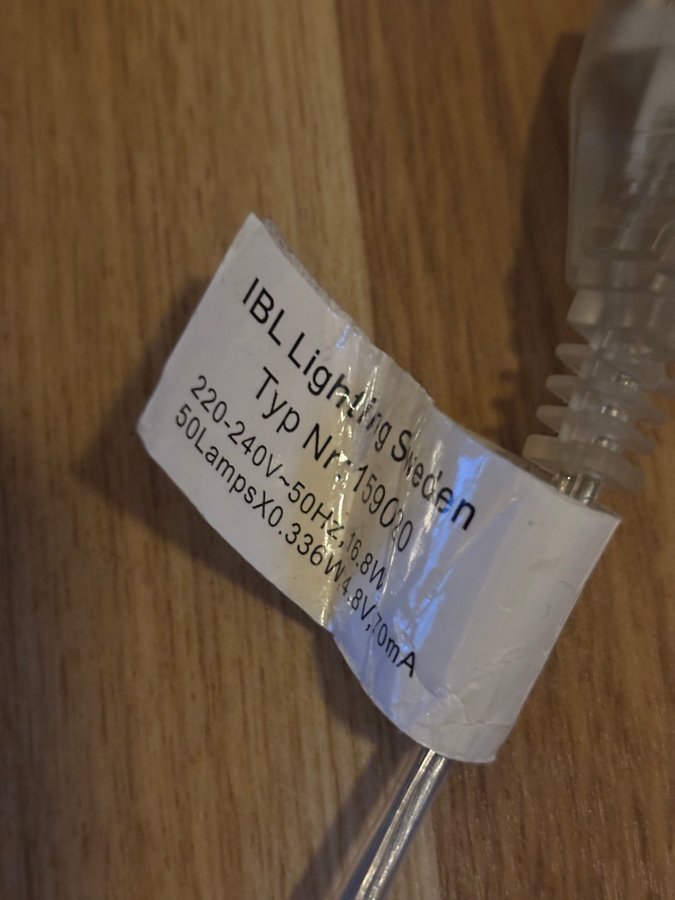 IBL Lighting Sweden
Typ Nr: 159020
220-240V~50Hz,16.8W
50LampsX0.336W,4.8V,70mA